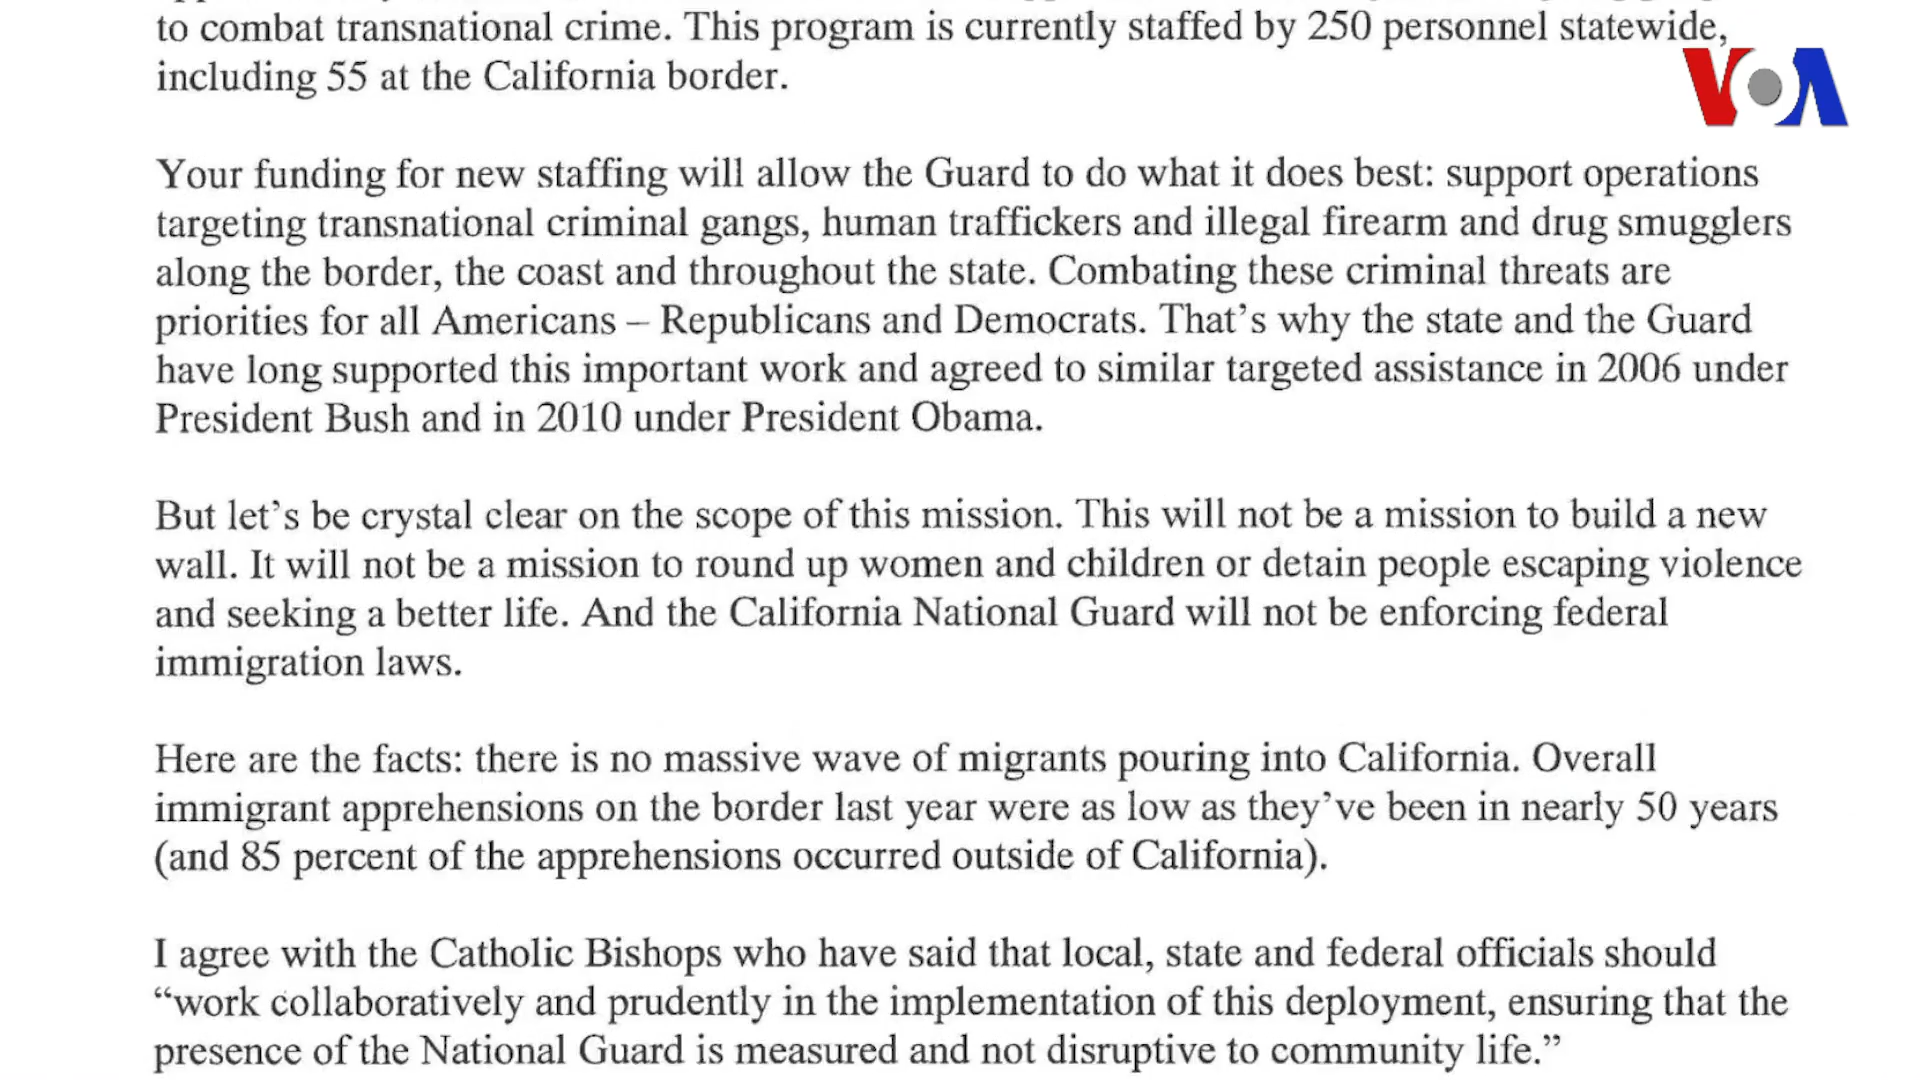 to combat transnational crime. This program is currently staffed by 250 personnel statewide,
including 55 at the California border.
VOA
Your funding for new staffing will allow the Guard to do what it does best: support operations
targeting transnational criminal gangs, human traffickers and illegal firearm and drug smugglers
along the border, the coast and throughout the state. Combating these criminal threats are
priorities for all Americans – Republicans and Democrats. That’s why the state and the Guard
have long supported this important work and agreed to similar targeted assistance in 2006 under
President Bush and in 2010 under President Obama.
But let’s be crystal clear on the scope of this mission. This will not be a mission to build a new
wall. It will not be a mission to round up women and children or detain people escaping violence
and seeking a better life. And the California National Guard will not be enforcing federal
immigration laws.
Here are the facts: there is no massive wave of migrants pouring into California. Overall
immigrant apprehensions on the border last year were as low as they’ve been in nearly 50 years
(and 85 percent of the apprehensions occurred outside of California).
I agree with the Catholic Bishops who have said that local, state and federal officials should
“work collaboratively and prudently in the implementation of this deployment, ensuring that the
presence of the National Guard is measured and not disruptive to community life.”